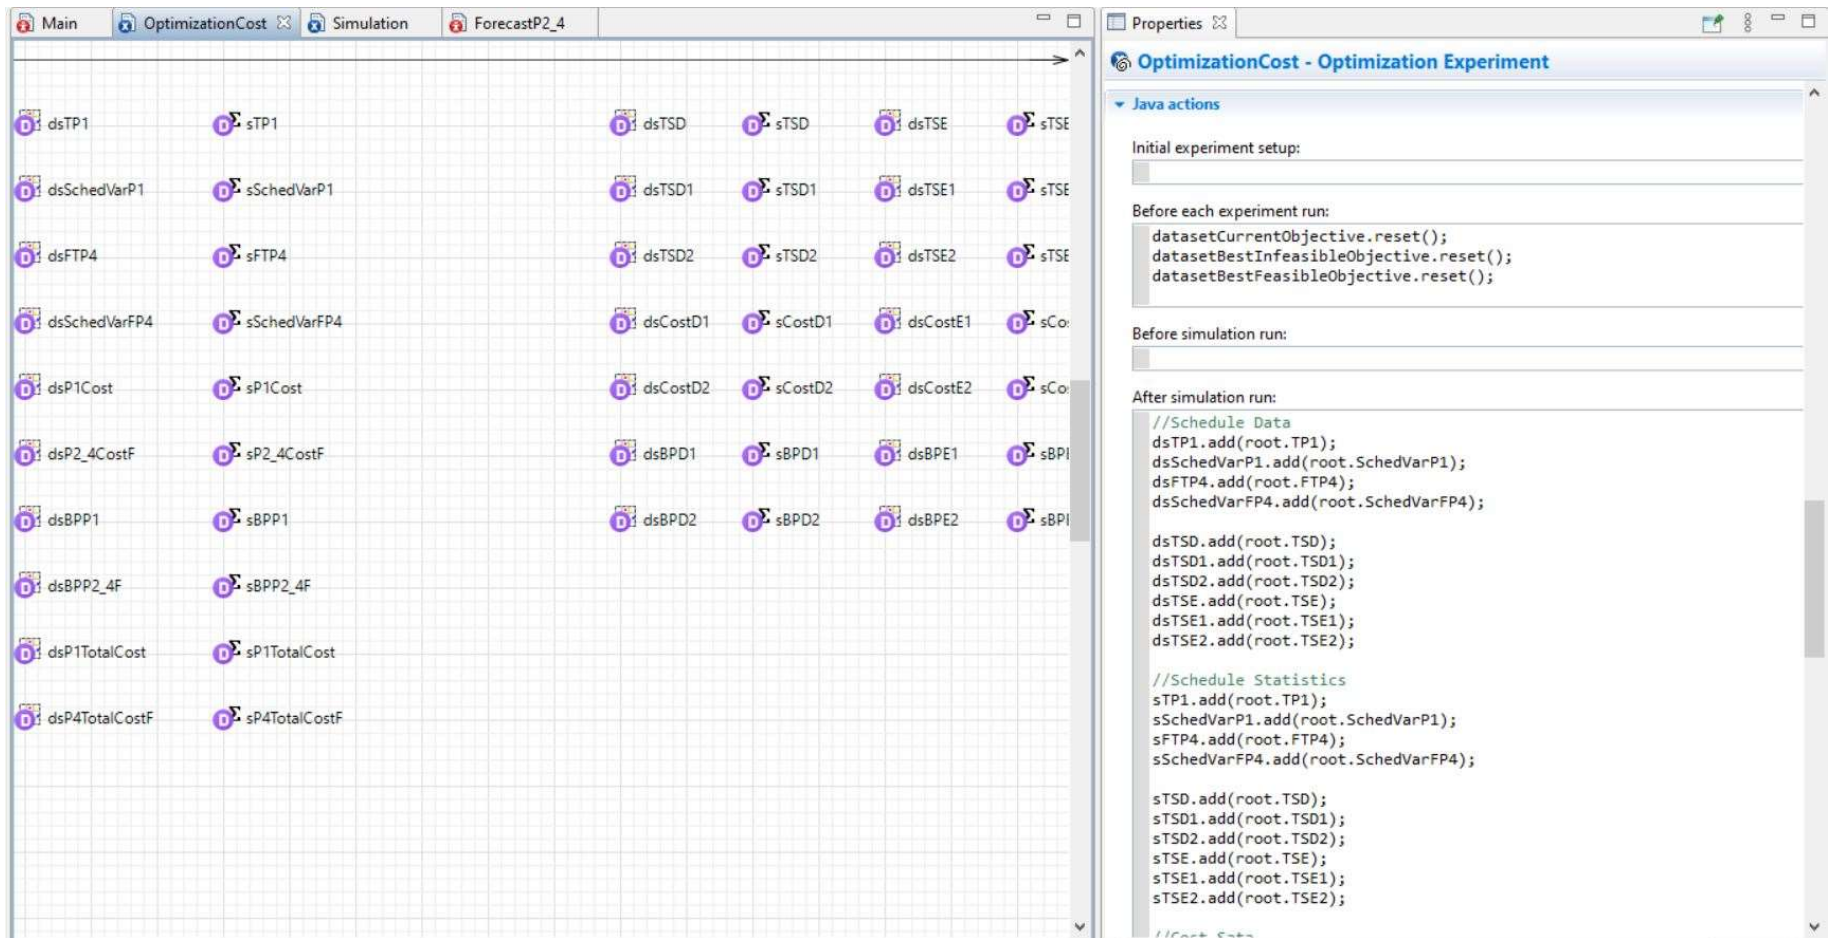 Main OptimizationCost Simulation ForecastP2_4
dsTP1 sTP1 dsTSD sTSD dsTSE sTSE
dsSchedVarP1 sSchedVarP1 dsTSD1 sTSD1 dsTSE1 sTSE
dsFTP4 sFTP4 dsTSD2 sTSD2 dsTSE2 sTSE
dsSchedVarFP4 sSchedVarFP4 dsCostD1 sCostD1 dsCostE1 sCo
dsP1Cost sP1Cost dsCostD2 sCostD2 dsCostE2 sCo
dsP2_4CostF sP2_4CostF dsBPD1 sBPD1 dsBPE1 sBP
dsBPP1 sBPP1 dsBPD2 sBPD2 dsBPE2 sBP
dsBPP2_4F sBPP2_4F
dsP1TotalCost sP1TotalCost
dsP4TotalCostF sP4TotalCostF
Properties
OptimizationCost - Optimization Experiment
Java actions
Initial experiment setup:
Before each experiment run:
datasetCurrentObjective.reset();
datasetBestInfeasibleObjective.reset();
datasetBestFeasibleObjective.reset();
Before simulation run:
After simulation run:
//Schedule Data
dsTP1.add(root.TP1);
dsSchedVarP1.add(root.SchedVarP1);
dsFTP4.add(root.FTP4);
dsSchedVarFP4.add(root.SchedVarFP4);
dsTSD.add(root.TSD);
dsTSD1.add(root.TSD1);
dsTSD2.add(root.TSD2);
dsTSE.add(root.TSE);
dsTSE1.add(root.TSE1);
dsTSE2.add(root.TSE2);
//Schedule Statistics
sTP1.add(root.TP1);
sSchedVarP1.add(root.SchedVarP1);
sFTP4.add(root.FTP4);
sSchedVarFP4.add(root.SchedVarFP4);
sTSD.add(root.TSD);
sTSD1.add(root.TSD1);
sTSD2.add(root.TSD2);
sTSE.add(root.TSE);
sTSE1.add(root.TSE1);
sTSE2.add(root.TSE2);